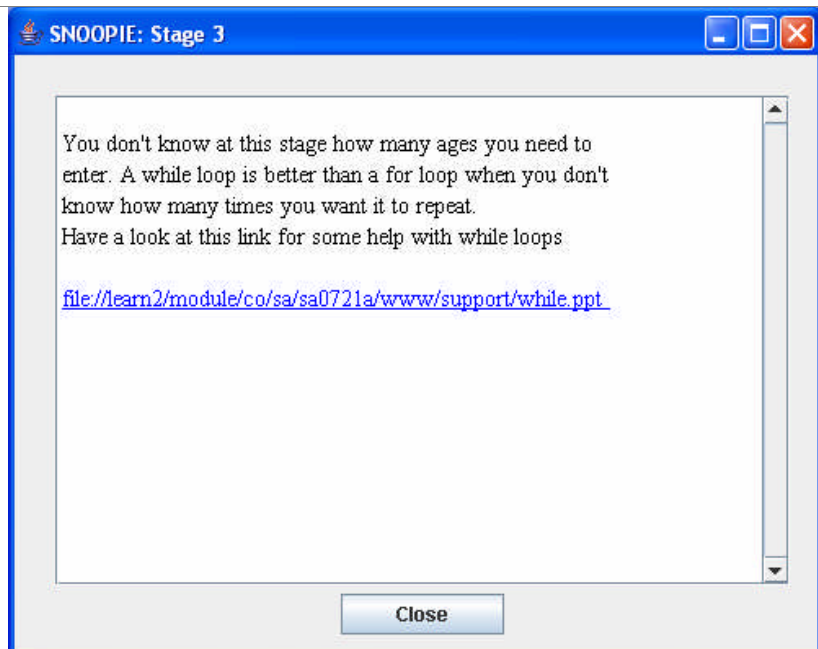 SNOOPIE: Stage 3
You don't know at this stage how many ages you need to
enter. A while loop is better than a for loop when you don't
know how many times you want it to repeat.
Have a look at this link for some help with while loops
file://learn2/module/co/sa/sa0721a/www/support/while.ppt
Close